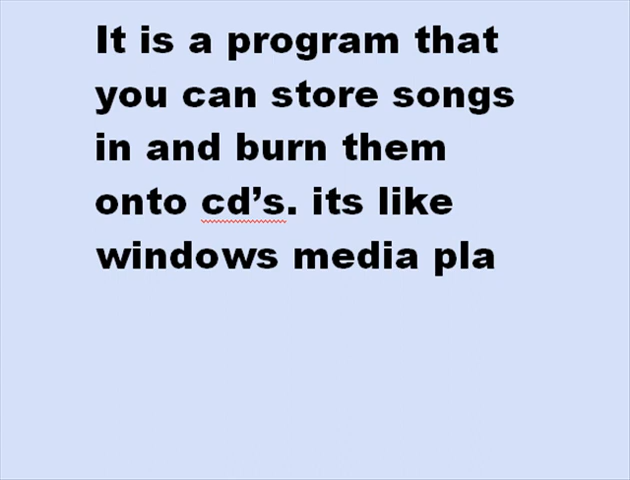 It is a program that
you can store songs
in and burn them
onto cd’s. its like
windows media pla